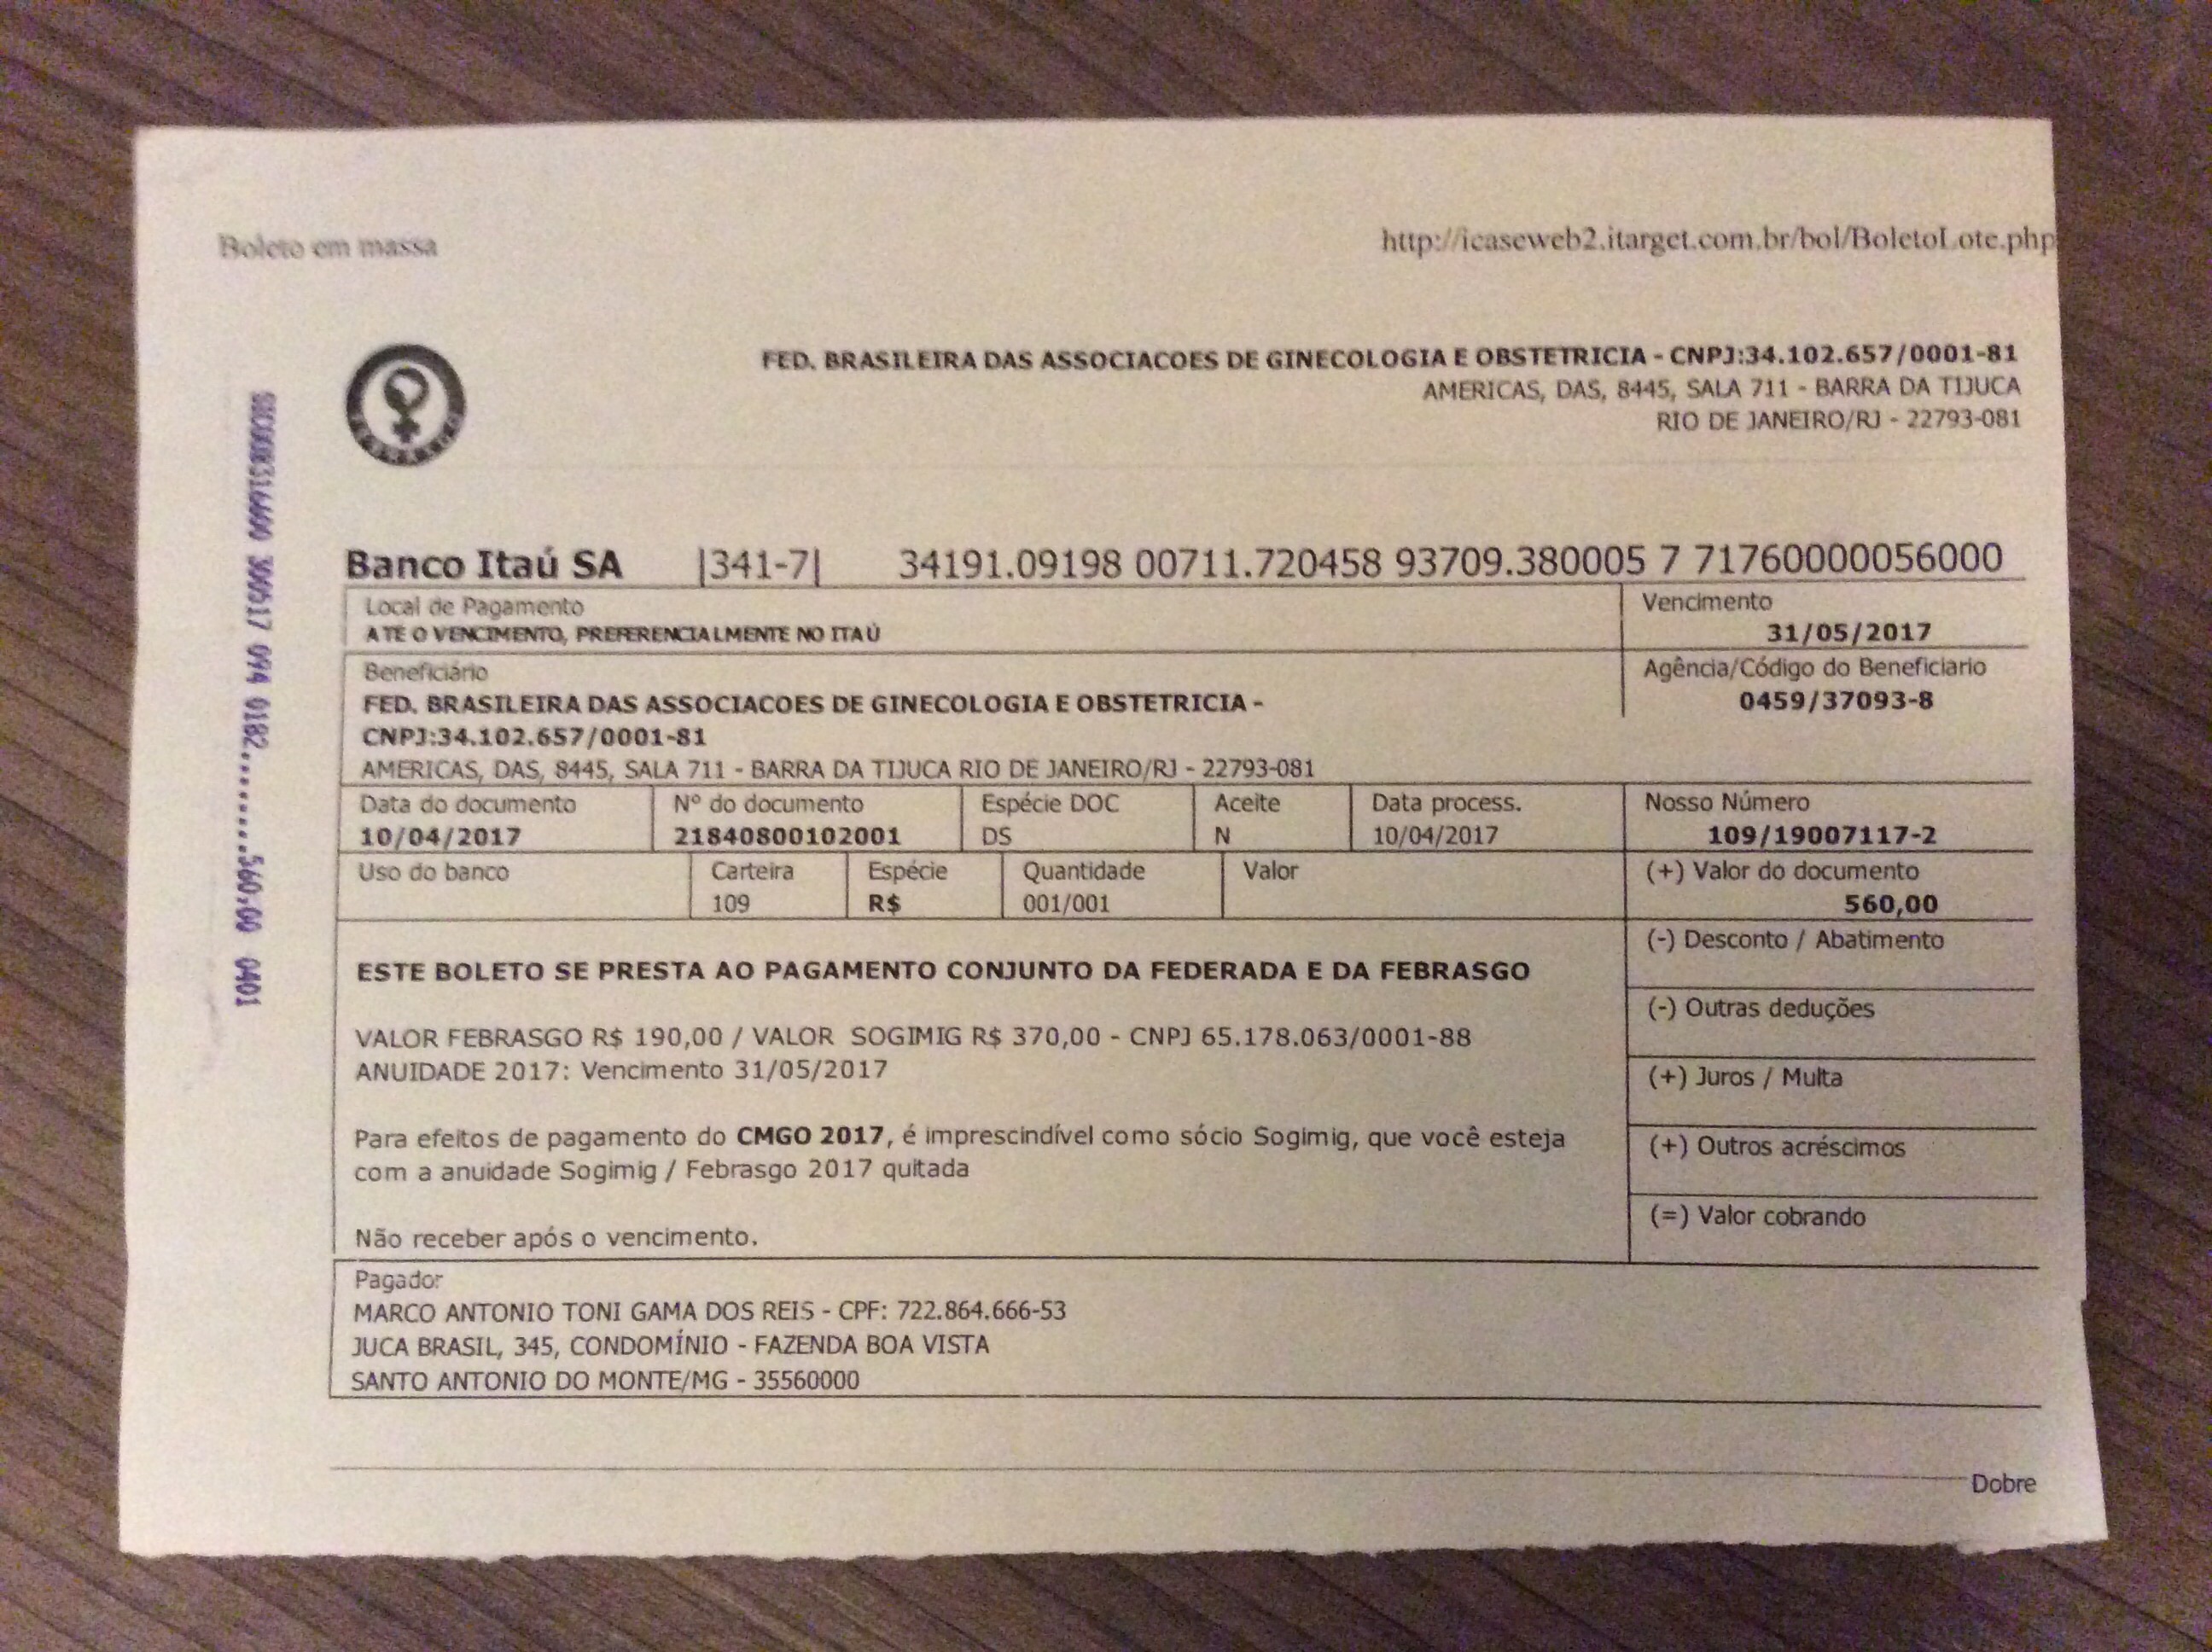 Boleto em massa
http://icaseweb2.itarget.com.br/bol/BoletoLote.php
FED. BRASILEIRA DAS ASSOCIACOES DE GINECOLOGIA E OBSTETRICIA - CNPJ:34.102.657/0001-81
AMERICAS, DAS, 8445, SALA 711 - BARRA DA TIJUCA
RIO DE JANEIRO/RJ - 22793-081
Banco Itaú SA |341-7| 34191.09198 00711.720458 93709.380005 7 71760000056000
Local de Pagamento Vencimento
ATE O VENCIMENTO, PREFERENCIALMENTE NO ITAÚ 31/05/2017
Beneficiário Agência/Código do Beneficiario
FED. BRASILEIRA DAS ASSOCIACOES DE GINECOLOGIA E OBSTETRICIA - 0459/37093-8
CNPJ:34.102.657/0001-81
AMERICAS, DAS, 8445, SALA 711 - BARRA DA TIJUCA RIO DE JANEIRO/RJ - 22793-081
Data do documento Nº do documento Espécie DOC Aceite Data process. Nosso Número
10/04/2017 21840800102001 DS N 10/04/2017 109/19007117-2
Uso do banco Carteira Espécie Quantidade Valor (+) Valor do documento
109 R$ 001/001 560,00
(-) Desconto / Abatimento
ESTE BOLETO SE PRESTA AO PAGAMENTO CONJUNTO DA FEDERADA E DA FEBRASGO
(-) Outras deduções
VALOR FEBRASGO R$ 190,00 / VALOR SOGIMIG R$ 370,00 - CNPJ 65.178.063/0001-88
ANUIDADE 2017: Vencimento 31/05/2017
(+) Juros / Multa
Para efeitos de pagamento do CMGO 2017, é imprescindível como sócio Sogimig, que você esteja
(+) Outros acréscimos
com a anuidade Sogimig / Febrasgo 2017 quitada
(=) Valor cobrando
Não receber após o vencimento.
Pagador
MARCO ANTONIO TONI GAMA DOS REIS - CPF: 722.864.666-53
JUCA BRASIL, 345, CONDOMÍNIO - FAZENDA BOA VISTA
SANTO ANTONIO DO MONTE/MG - 35560000
Dobre
300517 094 0182.........560,00 0401